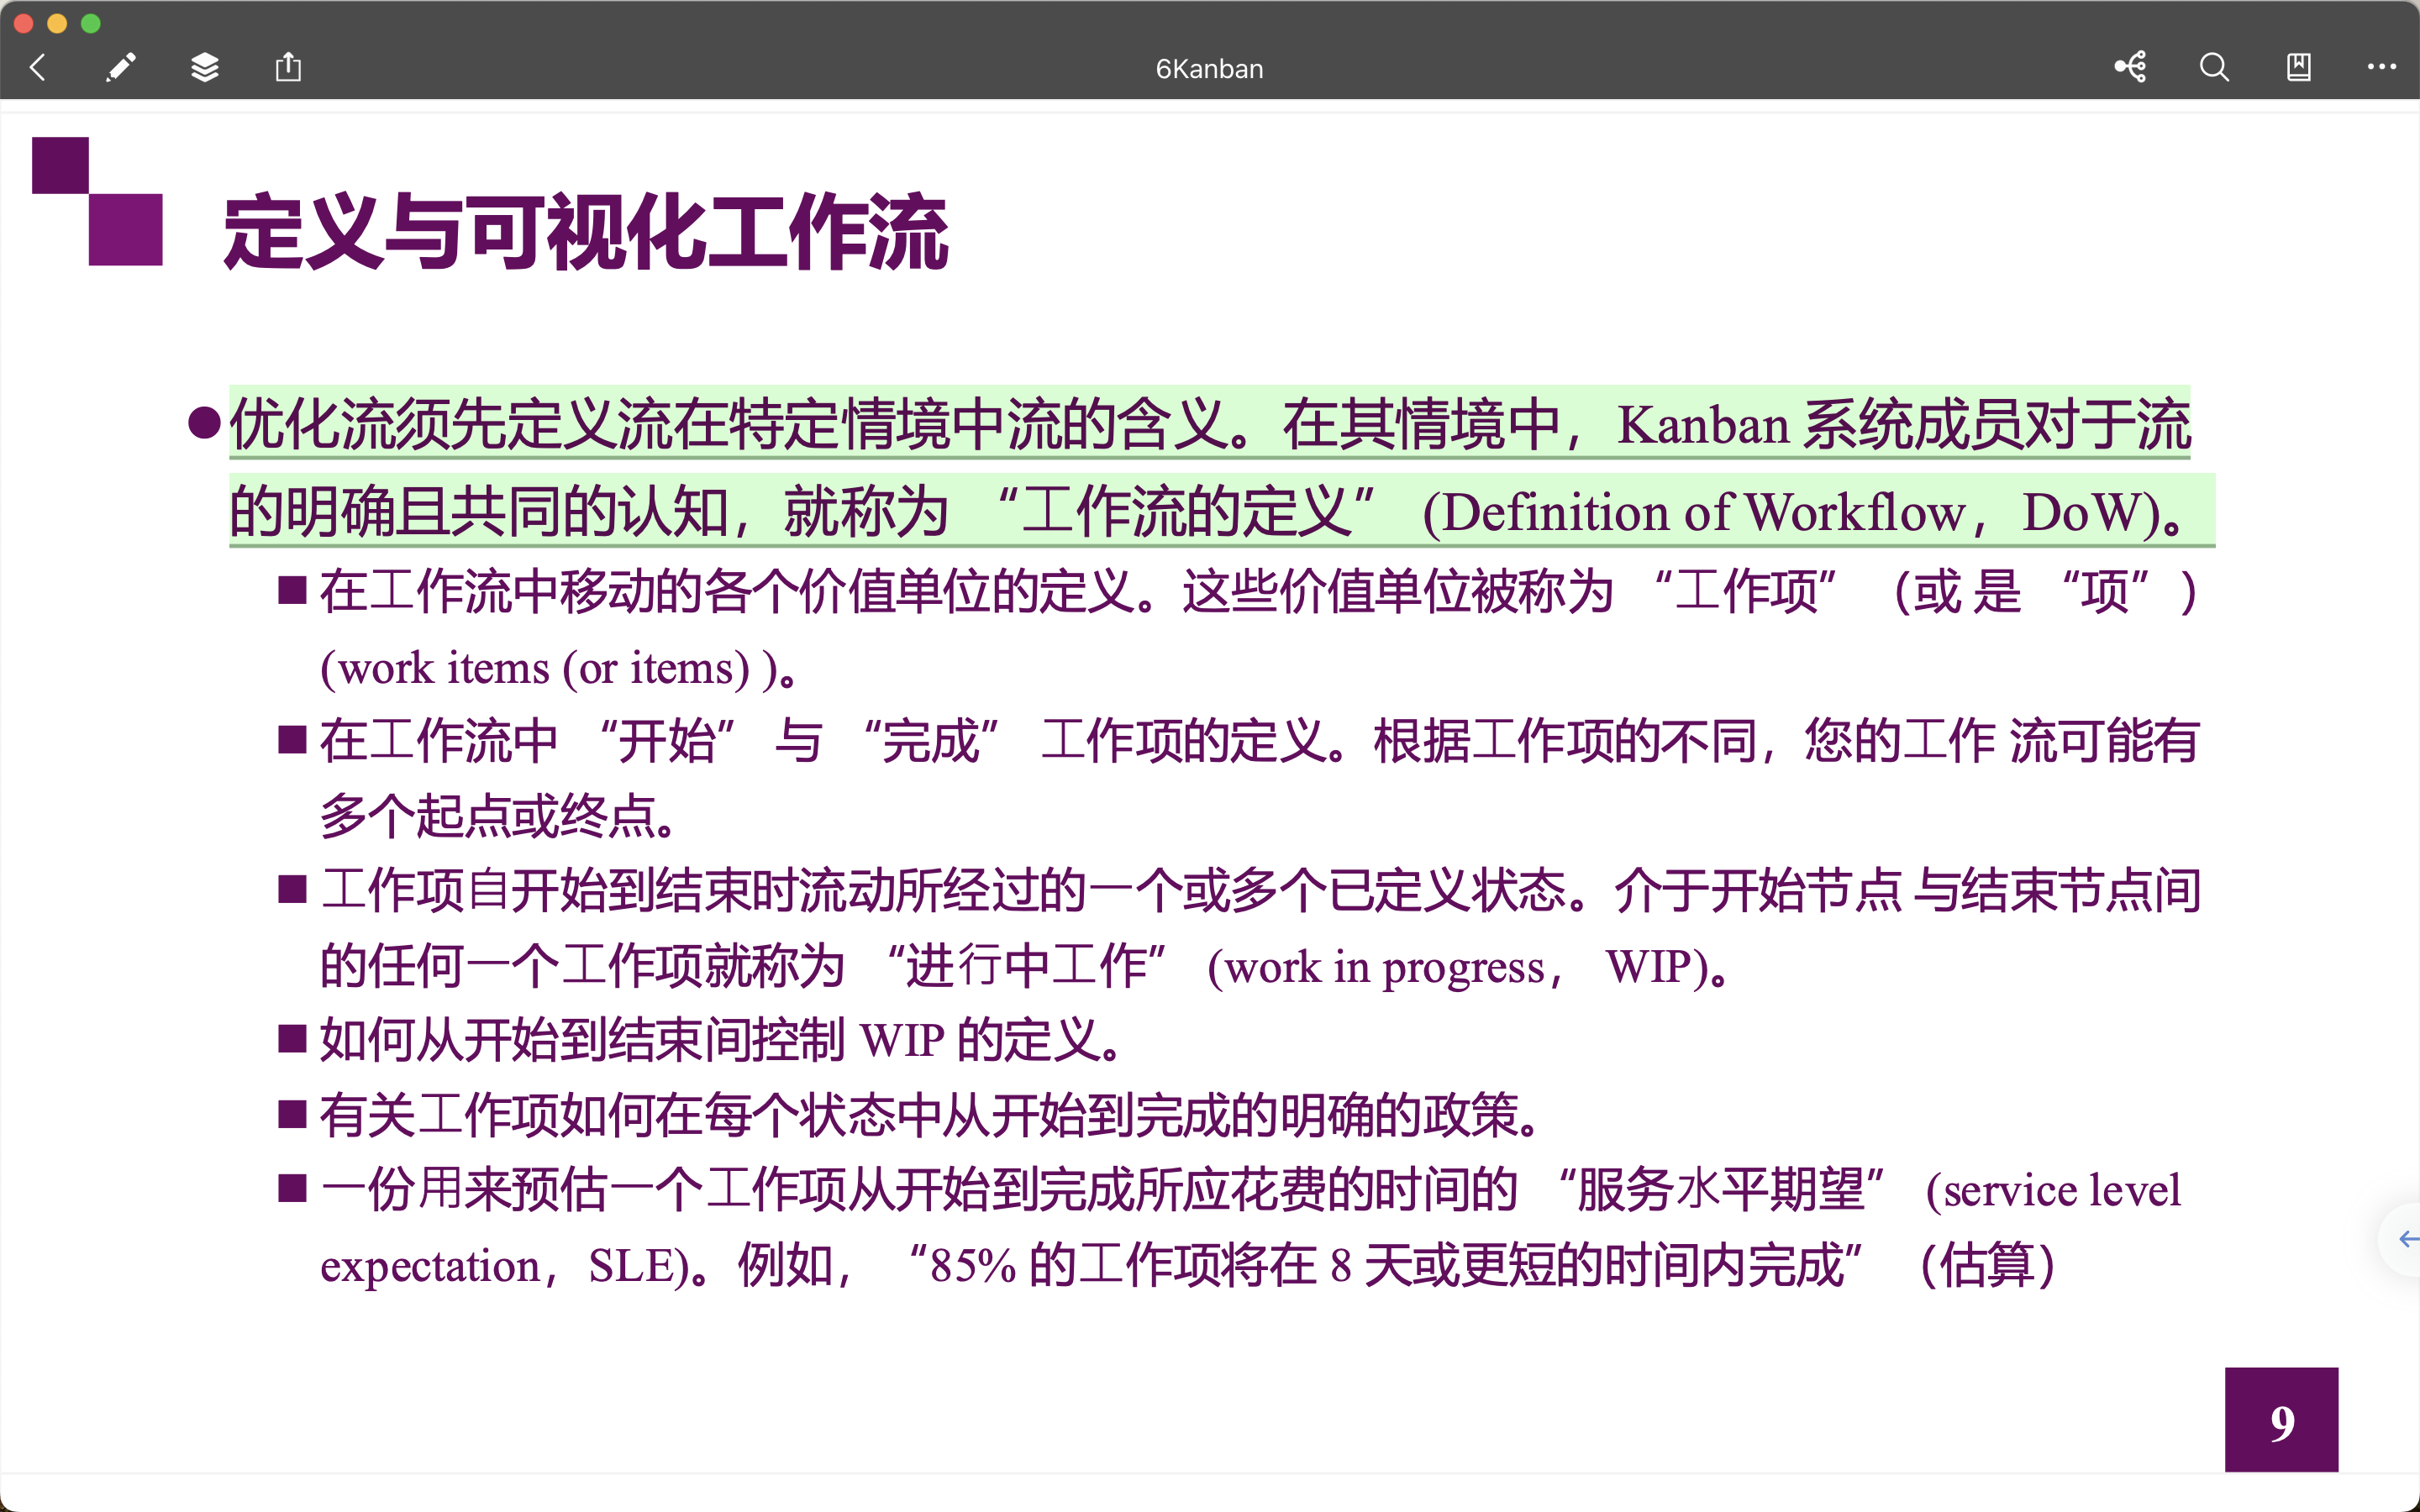 6Kanban
定义与可视化工作流
优化流须先定义流在特定情境中流的含义。在其情境中，Kanban 系统成员对于流
的明确且共同的认知，就称为 “工作流的定义” (Definition of Workflow，DoW)。
在工作流中移动的各个价值单位的定义。这些价值单位被称为 “工作项” （或 是 “项” ）
(work items (or items) )。
在工作流中 “开始” 与 “完成” 工作项的定义。根据工作项的不同，您的工作 流可能有
多个起点或终点。
工作项自开始到结束时流动所经过的一个或多个已定义状态。介于开始节点 与结束节点间
的任何一个工作项就称为 “进行中工作” (work in progress， WIP)。
如何从开始到结束间控制 WIP 的定义。
有关工作项如何在每个状态中从开始到完成的明确的政策。
一份用来预估一个工作项从开始到完成所应花费的时间的 “服务水平期望” (service level
expectation，SLE)。例如， “85% 的工作项将在 8 天或更短的时间内完成” （估算）
9